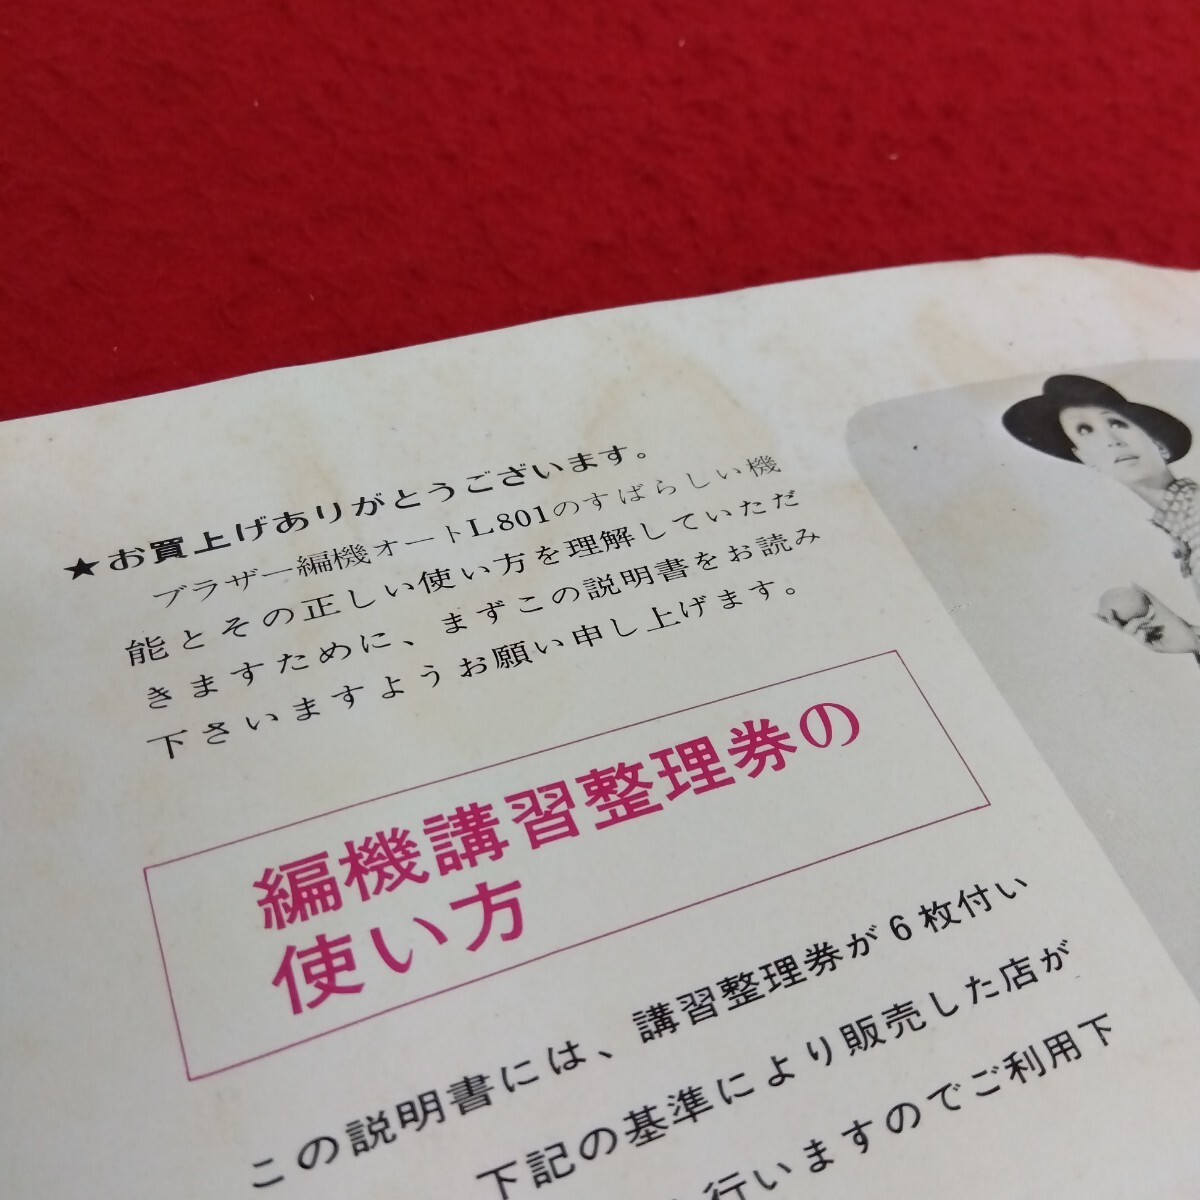 ★お買上げありがとうございます。
ブラザー編機オートL801のすばらしい機
能とその正しい使い方を理解していただ
きますために、まずこの説明書をお読み
下さいますようお願い申し上げます。
編機講習整理券の
使い方
この説明書には、講習整理券が6枚付い
下記の基準により販売した店が
行いますのでご利用下